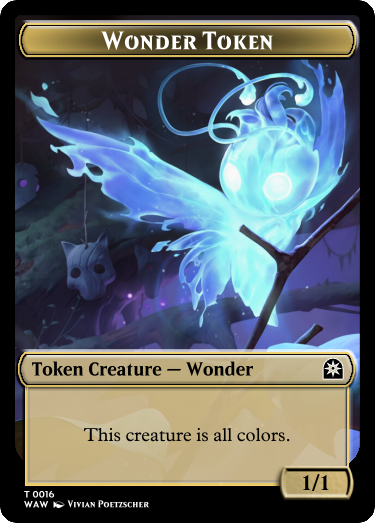 Wonder Token
Token Creature — Wonder
This creature is all colors.
1/1
T 0016
WAW Vivian Poetzscher